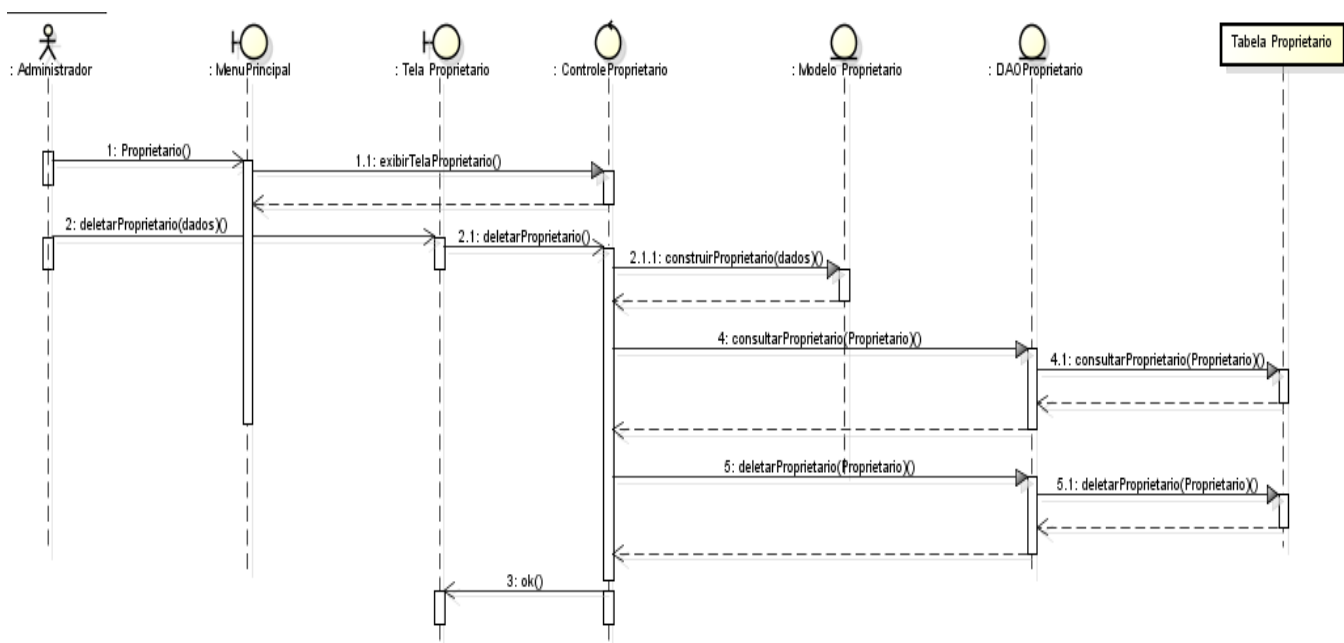 : Administrador
: MenuPrincipal
: Tela Proprietario
: ControleProprietario
: Modelo Proprietario
: DAOProprietario
Tabela Proprietario
1: Proprietario()
1.1: exibirTelaProprietario()
2: deletarProprietario(dados)()
2.1: deletarProprietario()
2.1.1: construirProprietario(dados)()
4: consultarProprietario(Proprietario)()
4.1: consultarProprietario(Proprietario)()
5: deletarProprietario(Proprietario)()
5.1: deletarProprietario(Proprietario)()
3: ok()